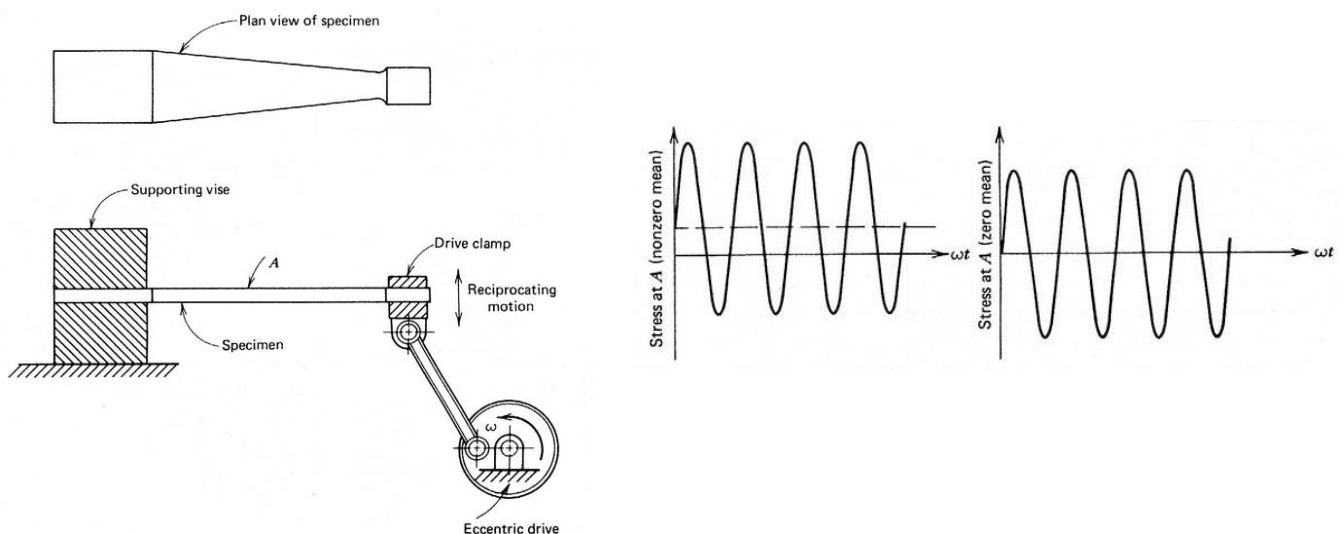 Plan view of specimen
Supporting vise
A
Drive clamp
Reciprocating
motion
Specimen
ω
Eccentric drive
Stress at A (nonzero mean)
ωt
Stress at A (zero mean)
ωt